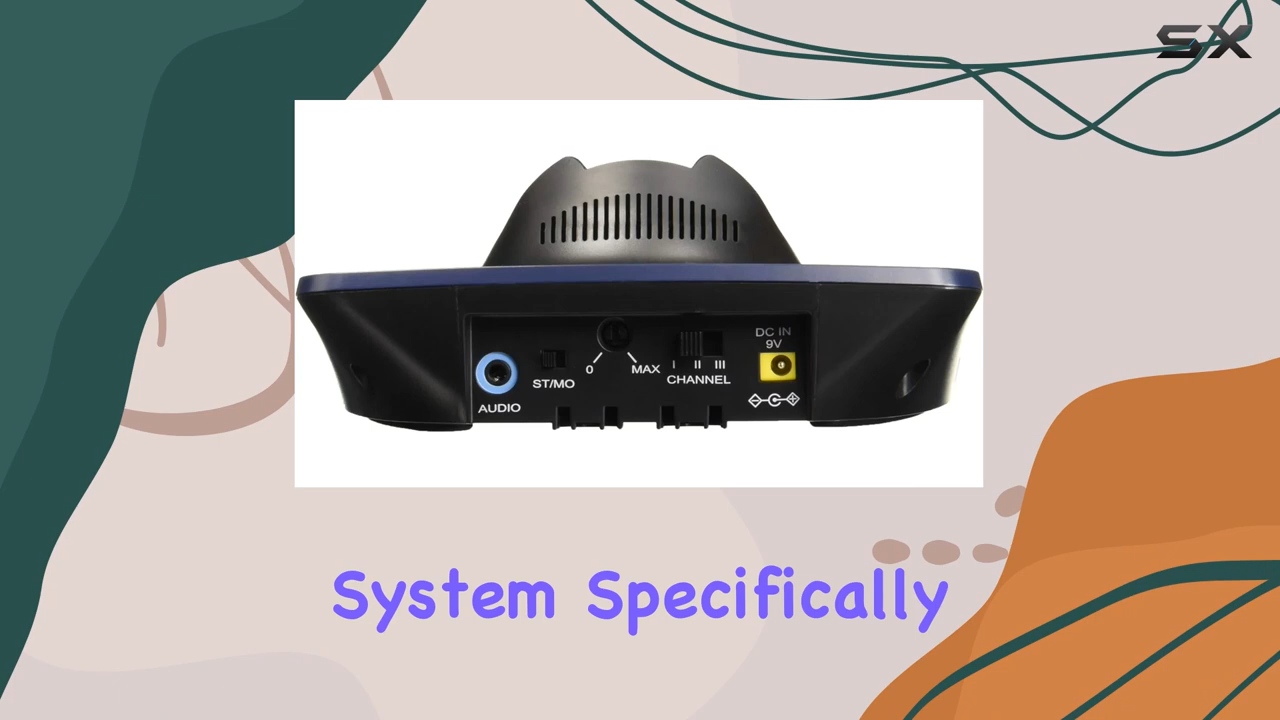 SX
DC IN
9V
0
MAX
I II III
ST/MO
CHANNEL
AUDIO
System Specifically